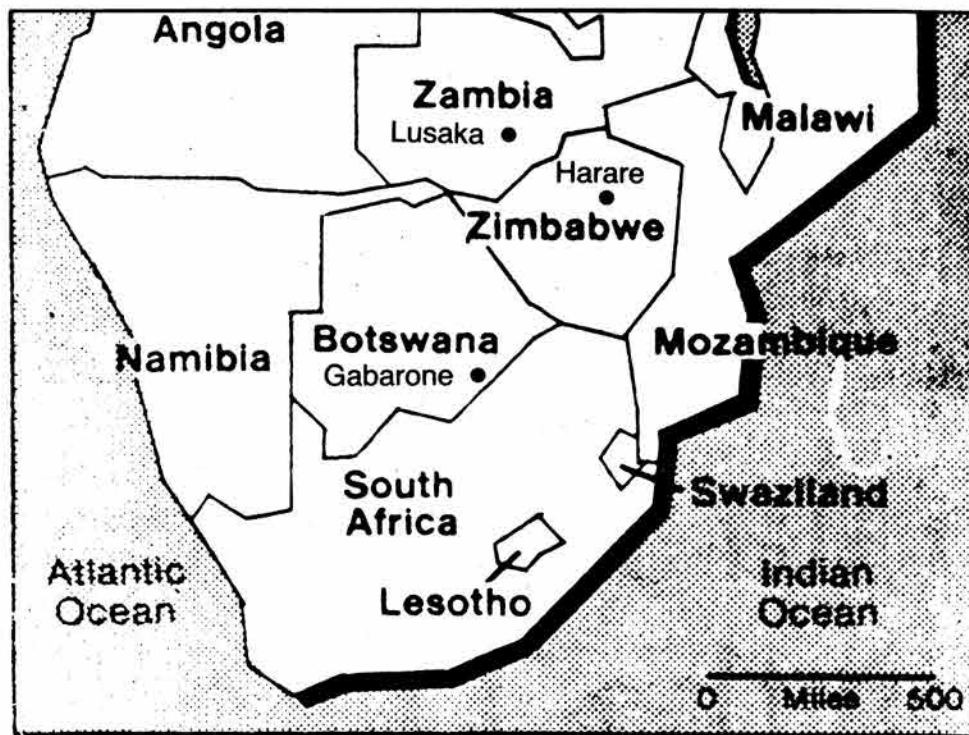 Angola
Zambia
Lusaka
Malawi
Harare
Zimbabwe
Namibia
Botswana
Gabarone
Mozambique
South
Africa
Swaziland
Atlantic
Ocean
Lesotho
Indian
Ocean
0 Miles 500